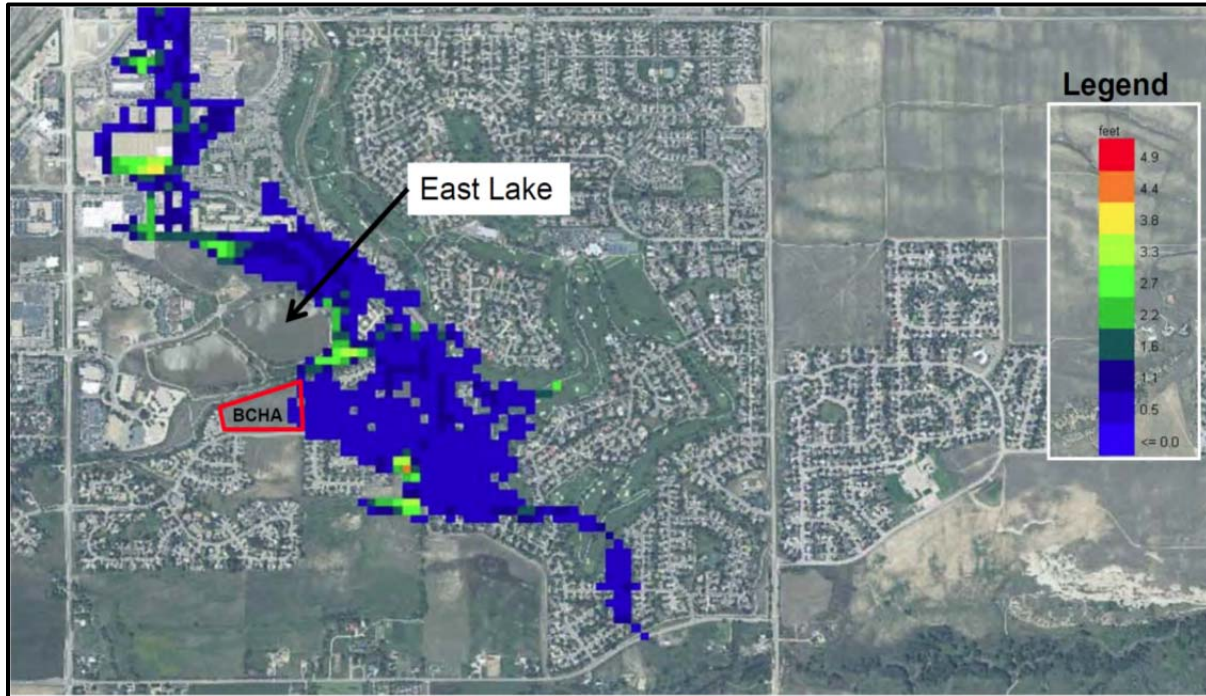 Legend
feet
4.9
4.4
3.8
3.3
2.7
2.2
1.6
1.1
0.5
<= 0.0
East Lake
BCHA